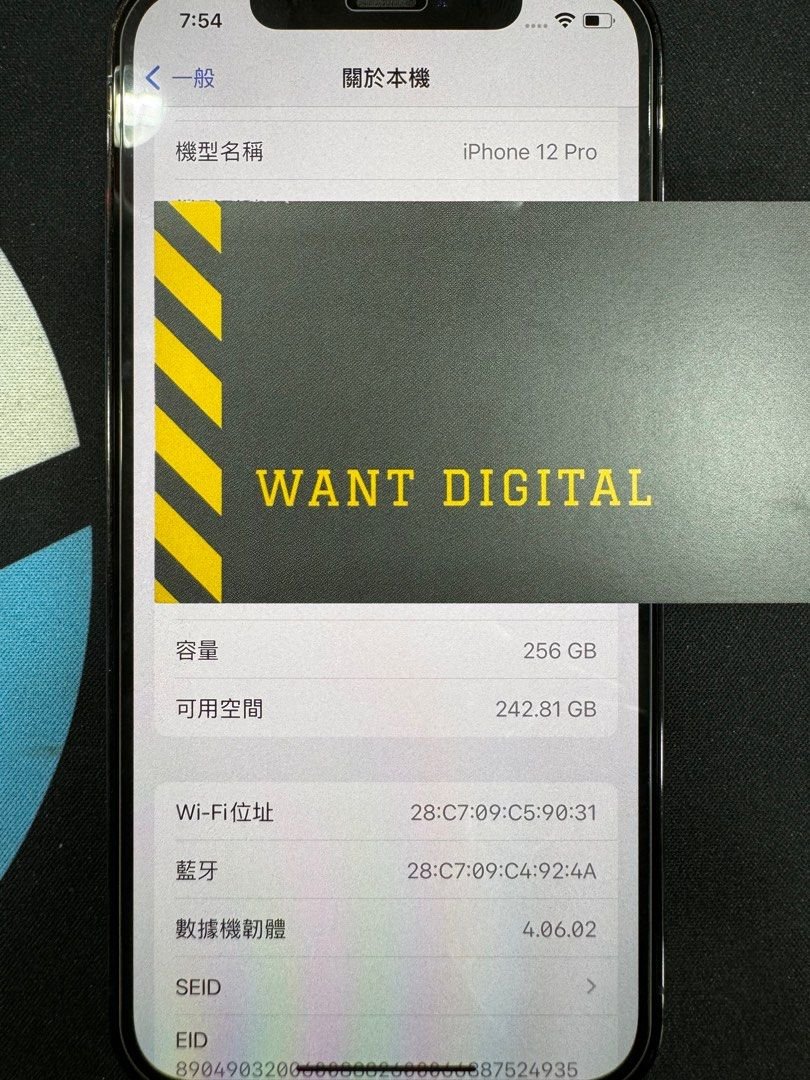 7:54
一般 關於本機
機型名稱 iPhone 12 Pro
WANT DIGITAL
容量 256 GB
可用空間 242.81 GB
Wi-Fi位址 28:C7:09:C5:90:31
藍牙 28:C7:09:C4:92:4A
數據機韌體 4.06.02
SEID
EID